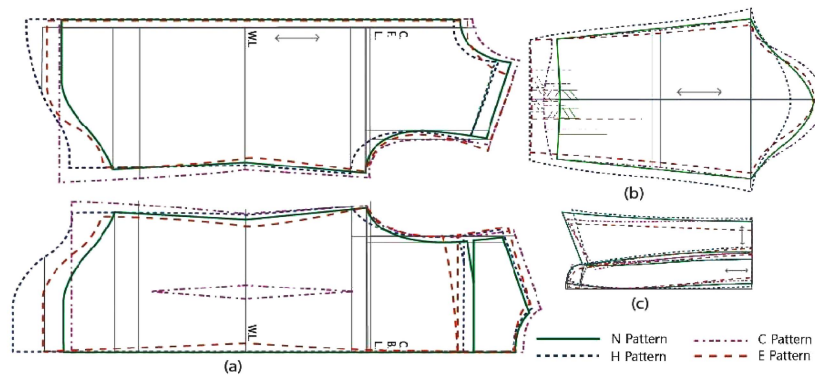 WL
(b)
(c)
WL
(a)
N Pattern
C Pattern
H Pattern
E Pattern